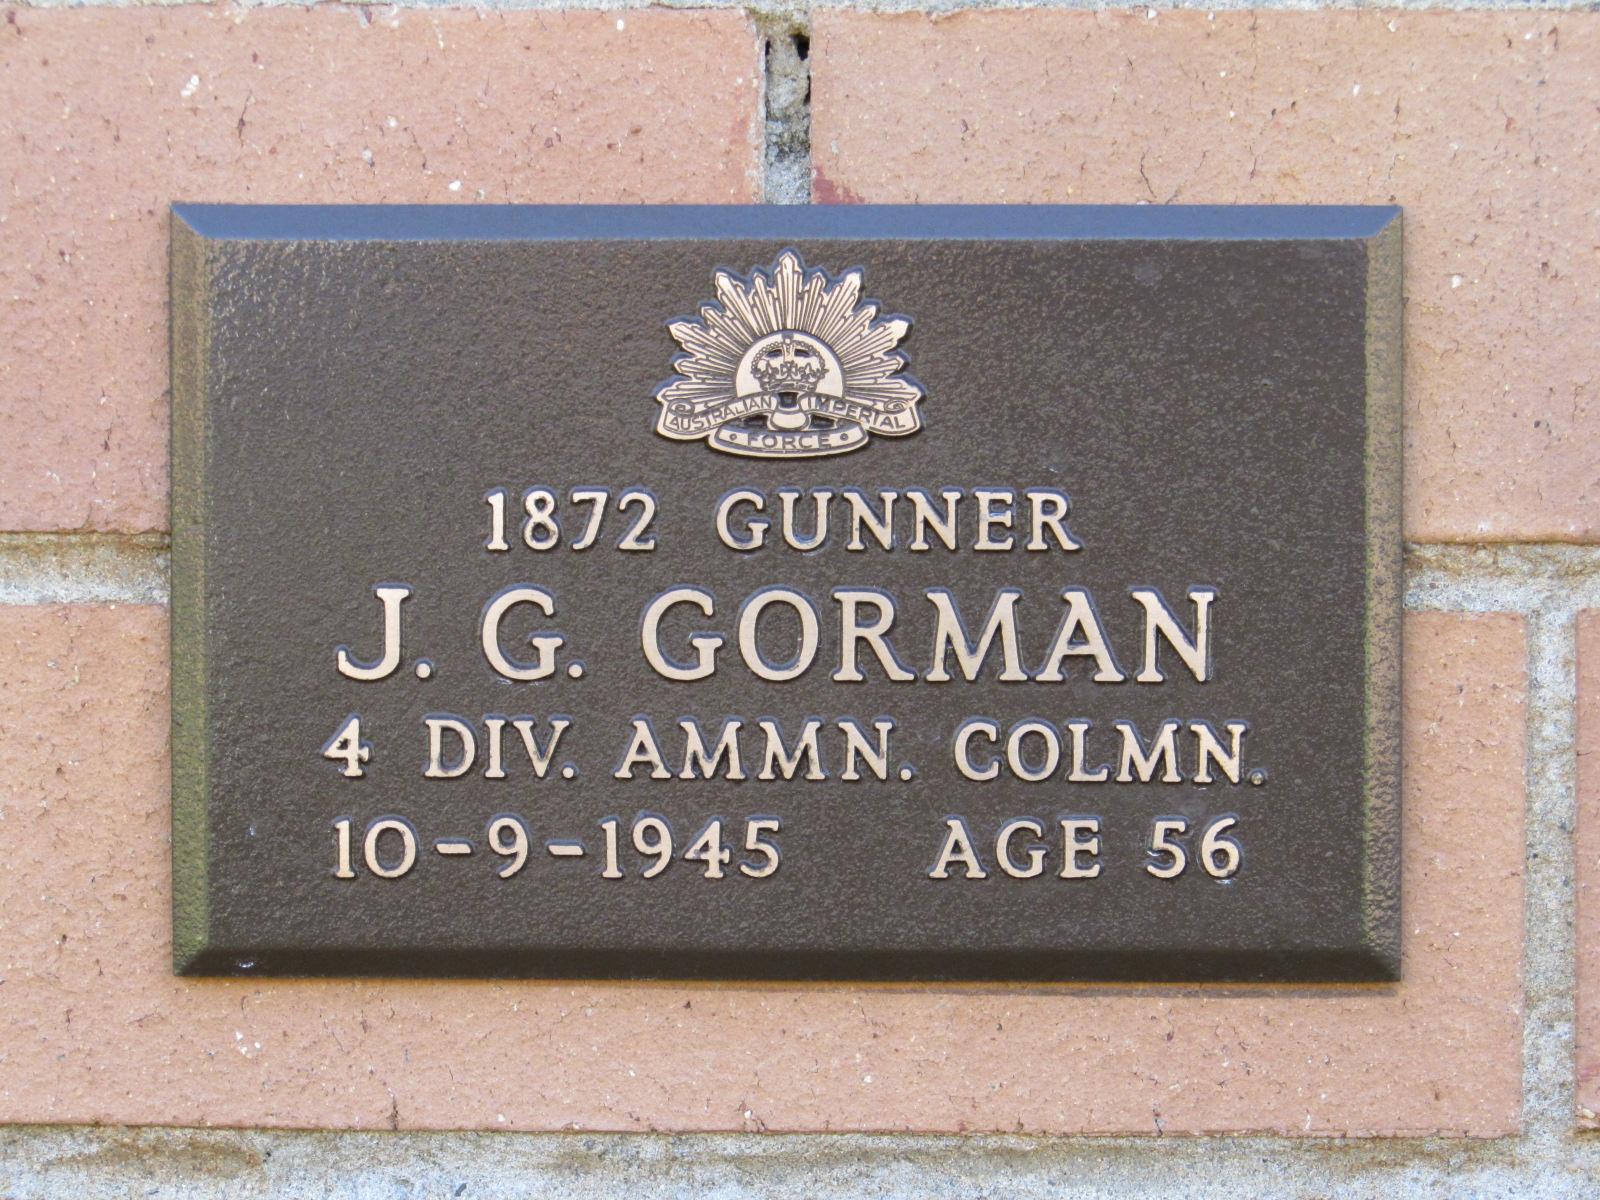 AUSTRALIAN IMPERIAL
FORCE
1872 GUNNER
J. G. GORMAN
4 DIV. AMMN. COLMN.
10-9-1945 AGE 56